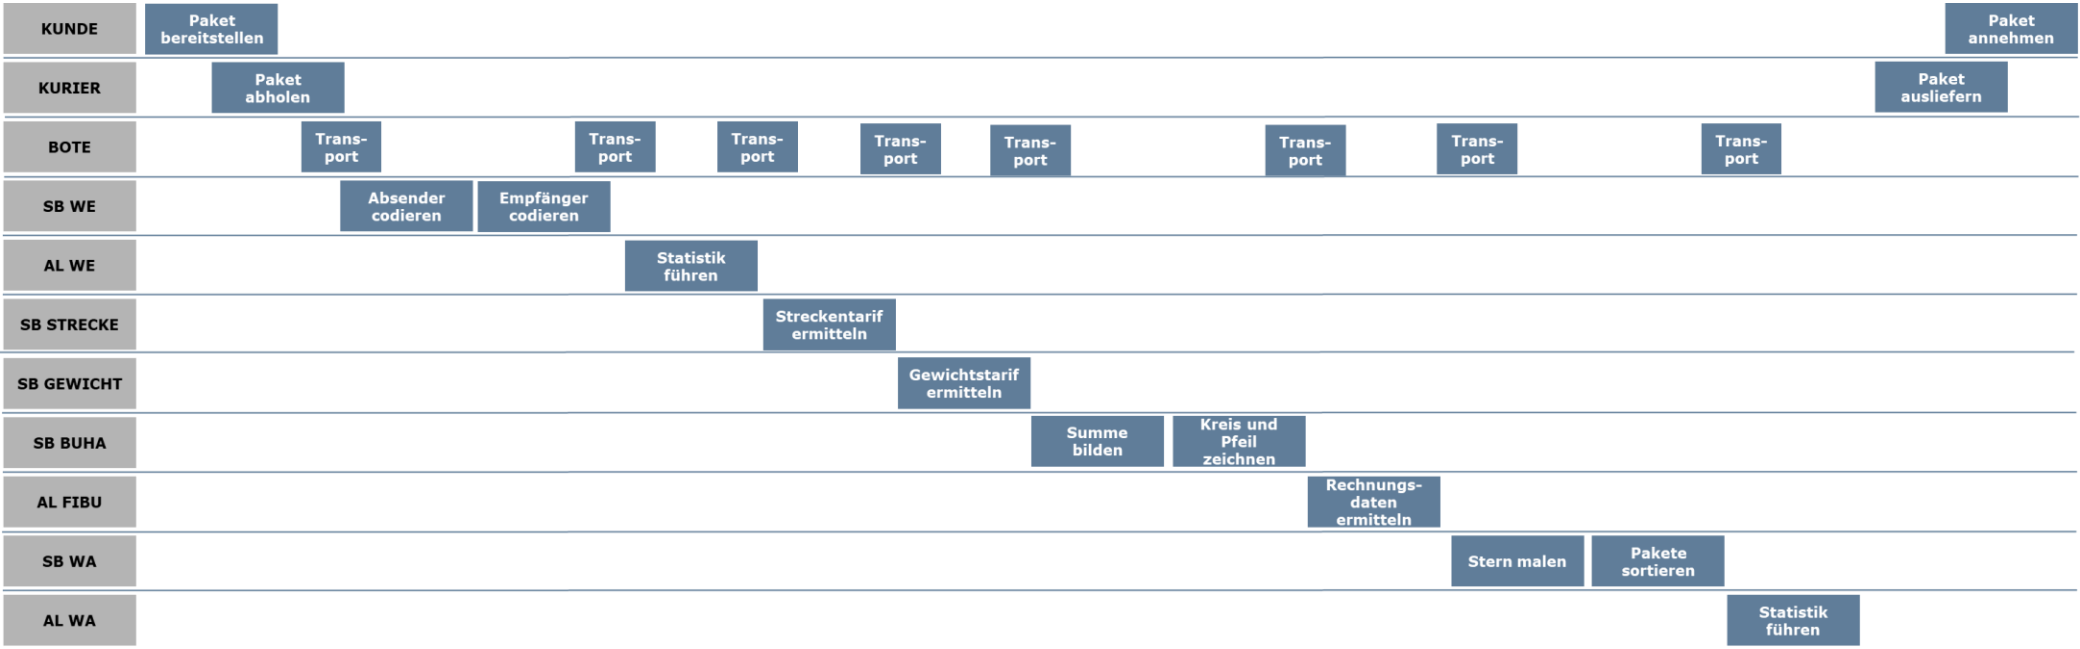 KUNDE
Paket
bereitstellen
Paket
annehmen
KURIER
Paket
abholen
Paket
ausliefern
BOTE
Trans-
port
Trans-
port
Trans-
port
Trans-
port
Trans-
port
Trans-
port
Trans-
port
Trans-
port
SB WE
Absender
codieren
Empfänger
codieren
AL WE
Statistik
führen
SB STRECKE
Streckentarif
ermitteln
SB GEWICHT
Gewichtstarif
ermitteln
SB BUHA
Summe
bilden
Kreis und
Pfeil
zeichnen
AL FIBU
Rechnungs-
daten
ermitteln
SB WA
Stern malen
Pakete
sortieren
AL WA
Statistik
führen